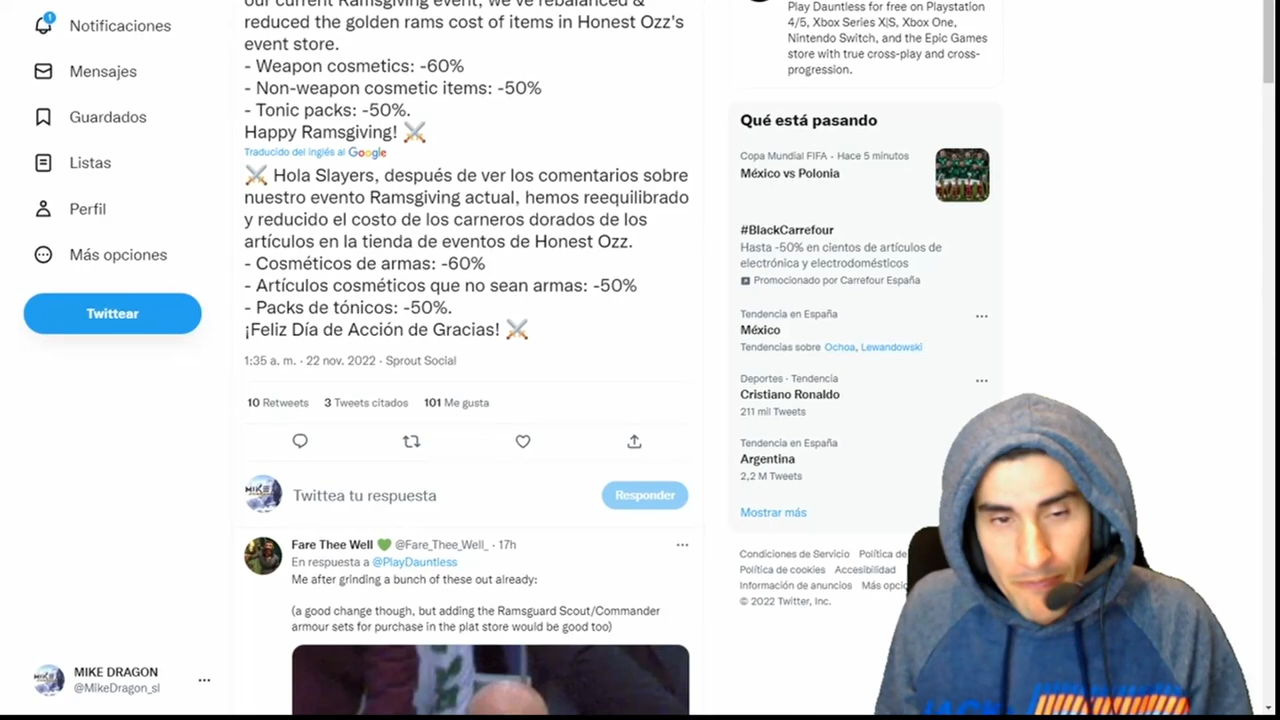 Notificaciones
Mensajes
Guardados
Listas
Perfil
Más opciones
Twittear
MIKE DRAGON
@MikeDragon_sl
reduced the golden rams cost of items in Honest Ozz's
event store.
- Weapon cosmetics: -60%
- Non-weapon cosmetic items: -50%
- Tonic packs: -50%.
Happy Ramsgiving! ⚔️
Traducido del inglés al Google
⚔️ Hola Slayers, después de ver los comentarios sobre
nuestro evento Ramsgiving actual, hemos reequilibrado
y reducido el costo de los carneros dorados de los
artículos en la tienda de eventos de Honest Ozz.
- Cosméticos de armas: -60%
- Artículos cosméticos que no sean armas: -50%
- Packs de tónicos: -50%.
¡Feliz Día de Acción de Gracias! ⚔️
1:35 a. m. · 22 nov. 2022 · Sprout Social
10 Retweets 3 Tweets citados 101 Me gusta
Twittea tu respuesta
Responder
Fare Thee Well 💚 @Fare_Thee_Well_ · 17h
En respuesta a @PlayDauntless
Me after grinding a bunch of these out already:
(a good change though, but adding the Ramsguard Scout/Commander
armour sets for purchase in the plat store would be good too)
Play Dauntless for free on Playstation
4/5, Xbox Series X|S, Xbox One,
Nintendo Switch, and the Epic Games
store with true cross-play and cross-
progression.
Qué está pasando
Copa Mundial FIFA · Hace 5 minutos
México vs Polonia
#BlackCarrefour
Hasta -50% en cientos de artículos de
electrónica y electrodomésticos
Promocionado por Carrefour España
Tendencia en España
México
Tendencias sobre Ochoa, Lewandowski
Deportes · Tendencia
Cristiano Ronaldo
211 mil Tweets
Tendencia en España
Argentina
2,2 M Tweets
Mostrar más
Condiciones de Servicio Política de
Política de cookies Accesibilidad
Información de anuncios Más opcio
© 2022 Twitter, Inc.